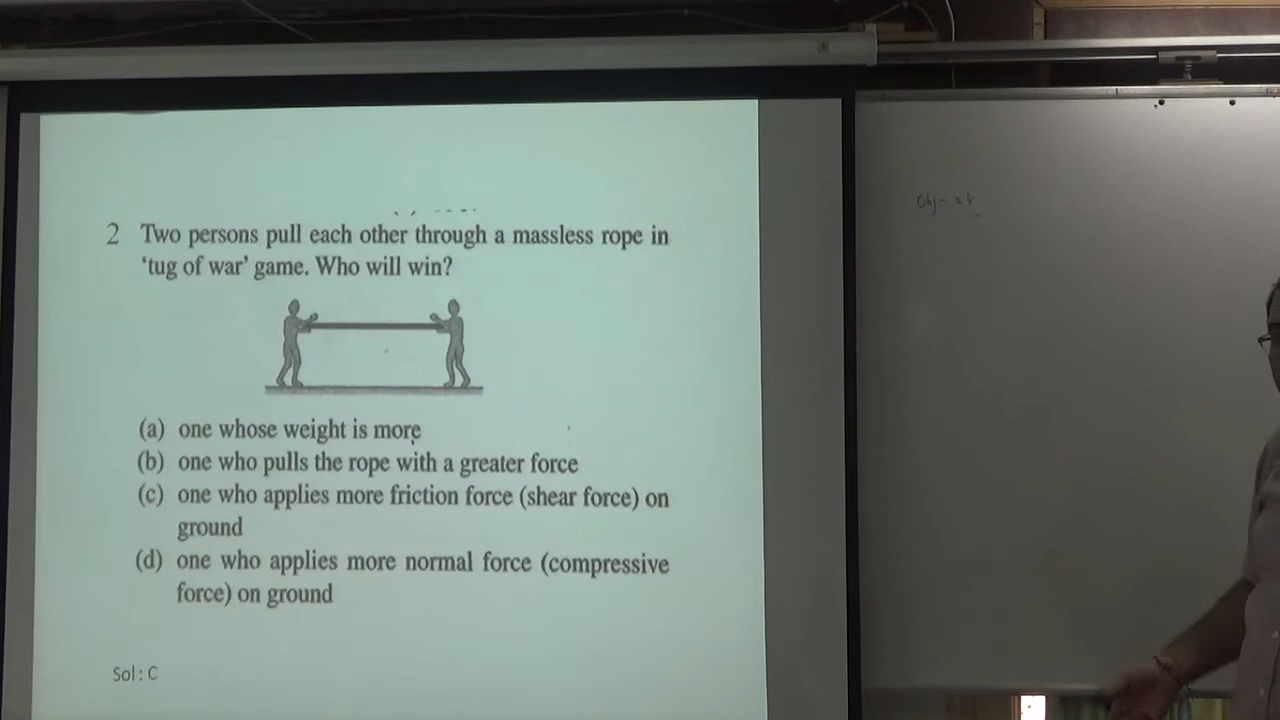 2 Two persons pull each other through a massless rope in
‘tug of war’ game. Who will win?
(a) one whose weight is more
(b) one who pulls the rope with a greater force
(c) one who applies more friction force (shear force) on
ground
(d) one who applies more normal force (compressive
force) on ground
Sol : C